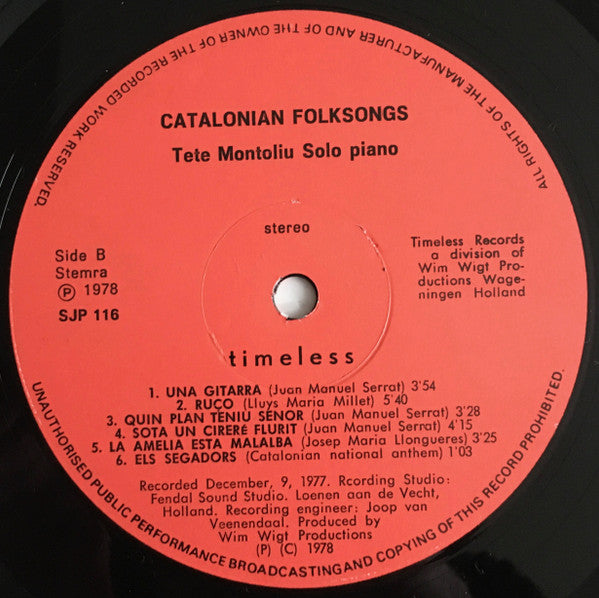 ALL RIGHTS OF THE MANUFACTURER AND OF THE OWNER OF THE RECORDED WORK RESERVED.
CATALONIAN FOLKSONGS
Tete Montoliu Solo piano
stereo
Side B
Stemra
Ⓟ 1978
SJP 116
Timeless Records
a division of
Wim Wigt Pro-
ductions Wage-
ningen Holland
timeless
1. UNA GITARRA (Juan Manuel Serrat) 3'54
2. RUÇO (Lluys Maria Millet) 5'40
3. QUIN PLAN TENIU SENOR (Juan Manuel Serrat) 3'28
4. SOTA UN CIRERÉ FLURIT (Juan Manuel Serrat) 4'15
5. LA AMELIA ESTA MALALBA (Josep Maria Llongueres) 3'25
6. ELS SEGADORS (Catalonian national anthem) 1'03
Recorded December, 9, 1977. Rcording Studio:
Fendal Sound Studio. Loenen aan de Vecht,
Holland. Recording engineer: Joop van
Veenendaal. Produced by
Wim Wigt Productions
(P) (C) 1978
UNAUTHORISED PUBLIC PERFORMANCE BROADCASTING AND COPYING OF THIS RECORD PROHIBITED.